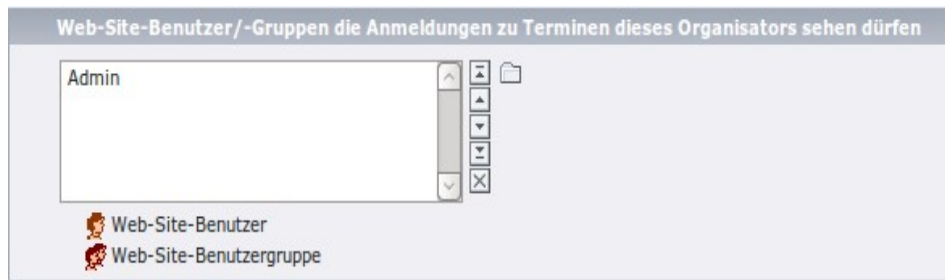 Web-Site-Benutzer/-Gruppen die Anmeldungen zu Terminen dieses Organisators sehen dürfen
Admin
Web-Site-Benutzer
Web-Site-Benutzergruppe